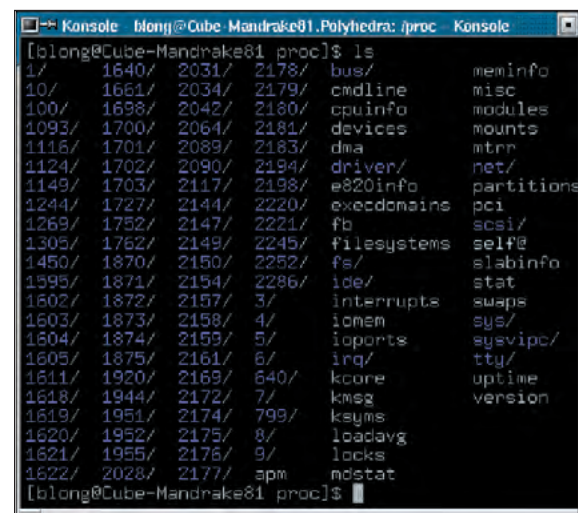 Konsole - blong@Cube-Mandrake81.Polyhedra: /proc - Konsole
[blong@Cube-Mandrake81 proc]$ ls
1/ 1640/ 2031/ 2178/ bus/ meminfo
10/ 1661/ 2034/ 2179/ cmdline misc
100/ 1698/ 2042/ 2180/ cpuinfo modules
1093/ 1700/ 2064/ 2181/ devices mounts
1116/ 1701/ 2089/ 2183/ dma mtrr
1124/ 1702/ 2090/ 2194/ driver/ net/
1149/ 1703/ 2117/ 2198/ e820info partitions
1244/ 1727/ 2144/ 2220/ execdomains pci
1269/ 1752/ 2147/ 2221/ fb scsi/
1305/ 1762/ 2149/ 2245/ filesystems self@
1450/ 1870/ 2150/ 2252/ fs/ slabinfo
1595/ 1871/ 2154/ 2286/ ide/ stat
1602/ 1872/ 2157/ 3/ interrupts swaps
1603/ 1873/ 2158/ 4/ iomem sys/
1604/ 1874/ 2159/ 5/ ioports sysvipc/
1605/ 1875/ 2161/ 6/ irq/ tty/
1611/ 1920/ 2169/ 640/ kcore uptime
1618/ 1944/ 2172/ 7/ kmsg version
1619/ 1951/ 2174/ 799/ ksyms
1620/ 1952/ 2175/ 8/ loadavg
1621/ 1955/ 2176/ 9/ locks
1622/ 2028/ 2177/ apm mdstat
[blong@Cube-Mandrake81 proc]$